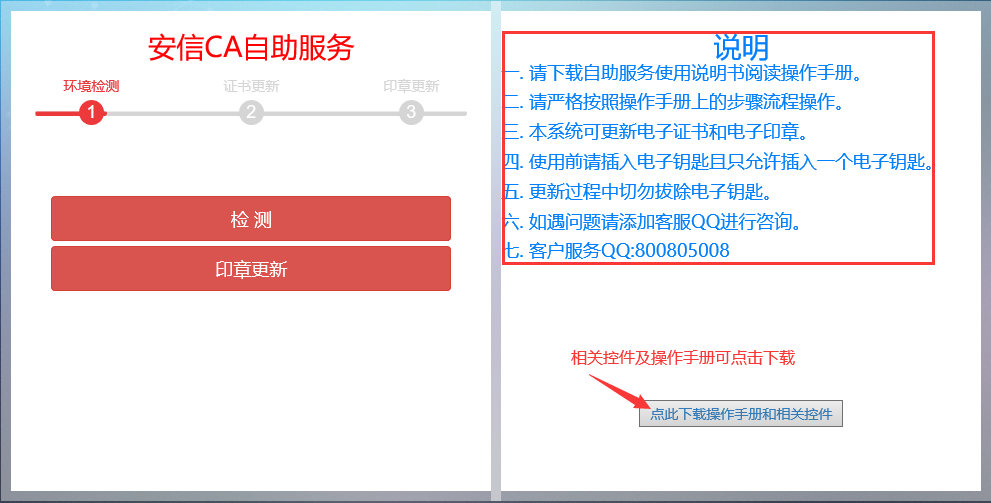 安信CA自助服务
环境检测 证书更新 印章更新
1 2 3
检 测
印章更新
说明
一. 请下载自助服务使用说明书阅读操作手册。
二. 请严格按照操作手册上的步骤流程操作。
三. 本系统可更新电子证书和电子印章。
四. 使用前请插入电子钥匙且只允许插入一个电子钥匙。
五. 更新过程中切勿拔除电子钥匙。
六. 如遇问题请添加客服QQ进行咨询。
七. 客户服务QQ:800805008
相关控件及操作手册可点击下载
点此下载操作手册和相关控件